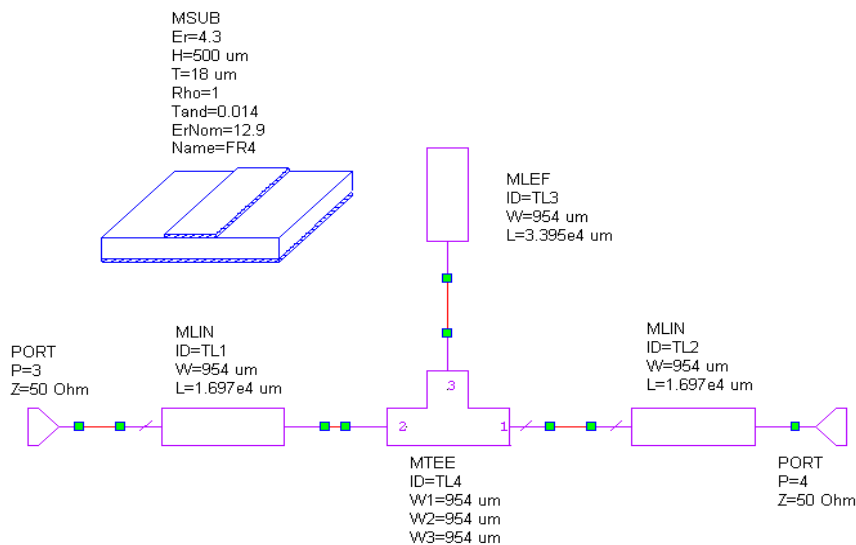 MSUB
Er=4.3
H=500 um
T=18 um
Rho=1
Tand=0.014
ErNom=12.9
Name=FR4
MLEF
ID=TL3
W=954 um
L=3.395e4 um
PORT
P=3
Z=50 Ohm
MLIN
ID=TL1
W=954 um
L=1.697e4 um
3
2
1
MTEE
ID=TL4
W1=954 um
W2=954 um
W3=954 um
MLIN
ID=TL2
W=954 um
L=1.697e4 um
PORT
P=4
Z=50 Ohm